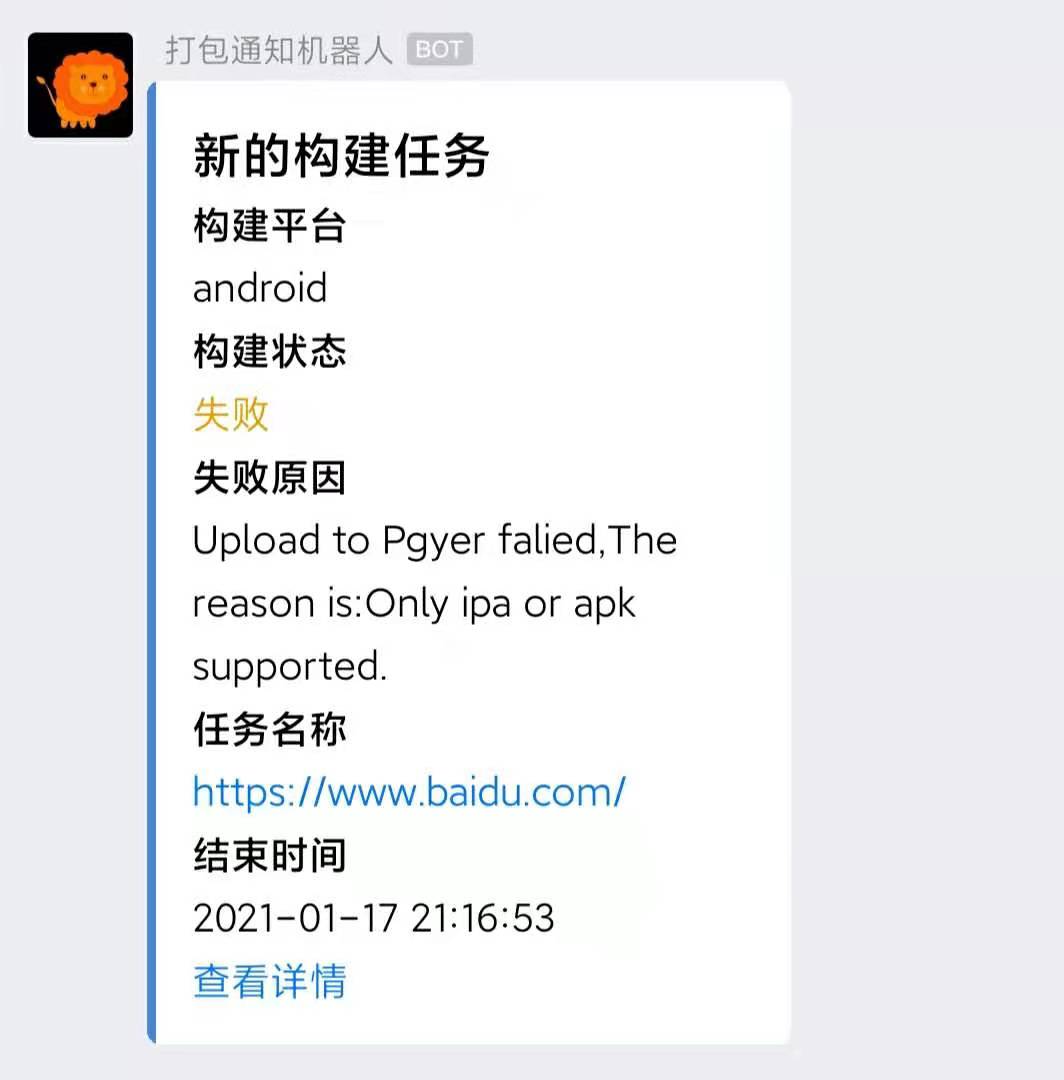 打包通知机器人 BOT
新的构建任务
构建平台
android
构建状态
失败
失败原因
Upload to Pgyer falied,The
reason is:Only ipa or apk
supported.
任务名称
https://www.baidu.com/
结束时间
2021-01-17 21:16:53
查看详情